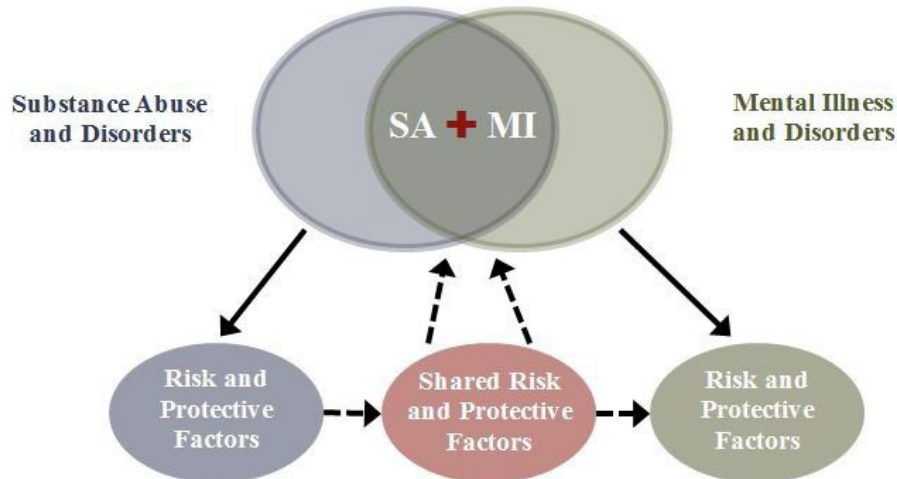 Substance Abuse
and Disorders
SA + MI
Mental Illness
and Disorders
Risk and
Protective
Factors
Shared Risk
and Protective
Factors
Risk and
Protective
Factors